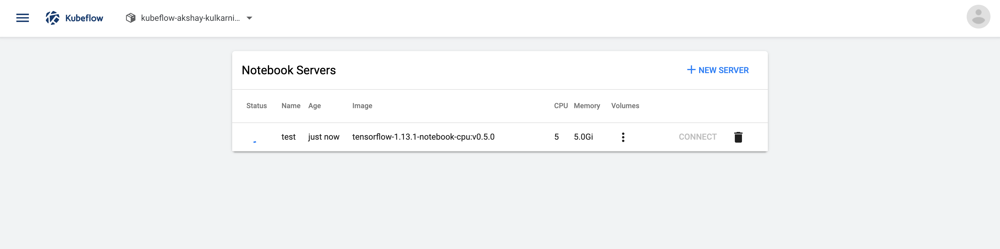 Kubeflow kubeflow-akshay-kulkarni...
Notebook Servers + NEW SERVER
Status Name Age Image CPU Memory Volumes
test just now tensorflow-1.13.1-notebook-cpu:v0.5.0 5 5.0Gi CONNECT